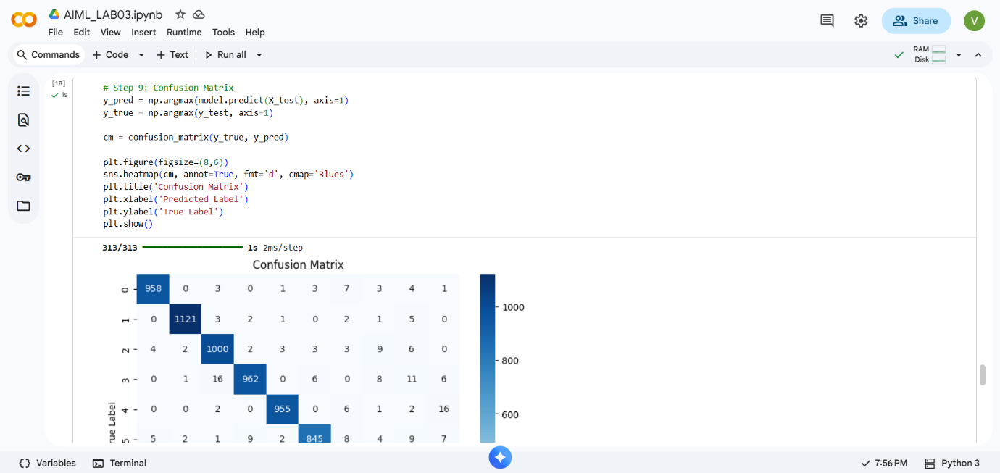 AIML_LAB03.ipynb
File Edit View Insert Runtime Tools Help
Share
V
Commands + Code + Text Run all
RAM
Disk
[18]
1s
# Step 9: Confusion Matrix
y_pred = np.argmax(model.predict(X_test), axis=1)
y_true = np.argmax(y_test, axis=1)
cm = confusion_matrix(y_true, y_pred)
plt.figure(figsize=(8,6))
sns.heatmap(cm, annot=True, fmt='d', cmap='Blues')
plt.title('Confusion Matrix')
plt.xlabel('Predicted Label')
plt.ylabel('True Label')
plt.show()
313/313 1s 2ms/step
Confusion Matrix
0 958 0 3 0 1 3 7 3 4 1
1 0 1121 3 2 1 0 2 1 5 0
2 4 2 1000 2 3 3 3 9 6 0
3 0 1 16 962 0 6 0 8 11 6
4 0 0 2 0 955 0 6 1 2 16
5 5 2 1 9 2 845 8 4 9 7
rue Label
1000
800
600
{} Variables Terminal
7:56 PM Python 3